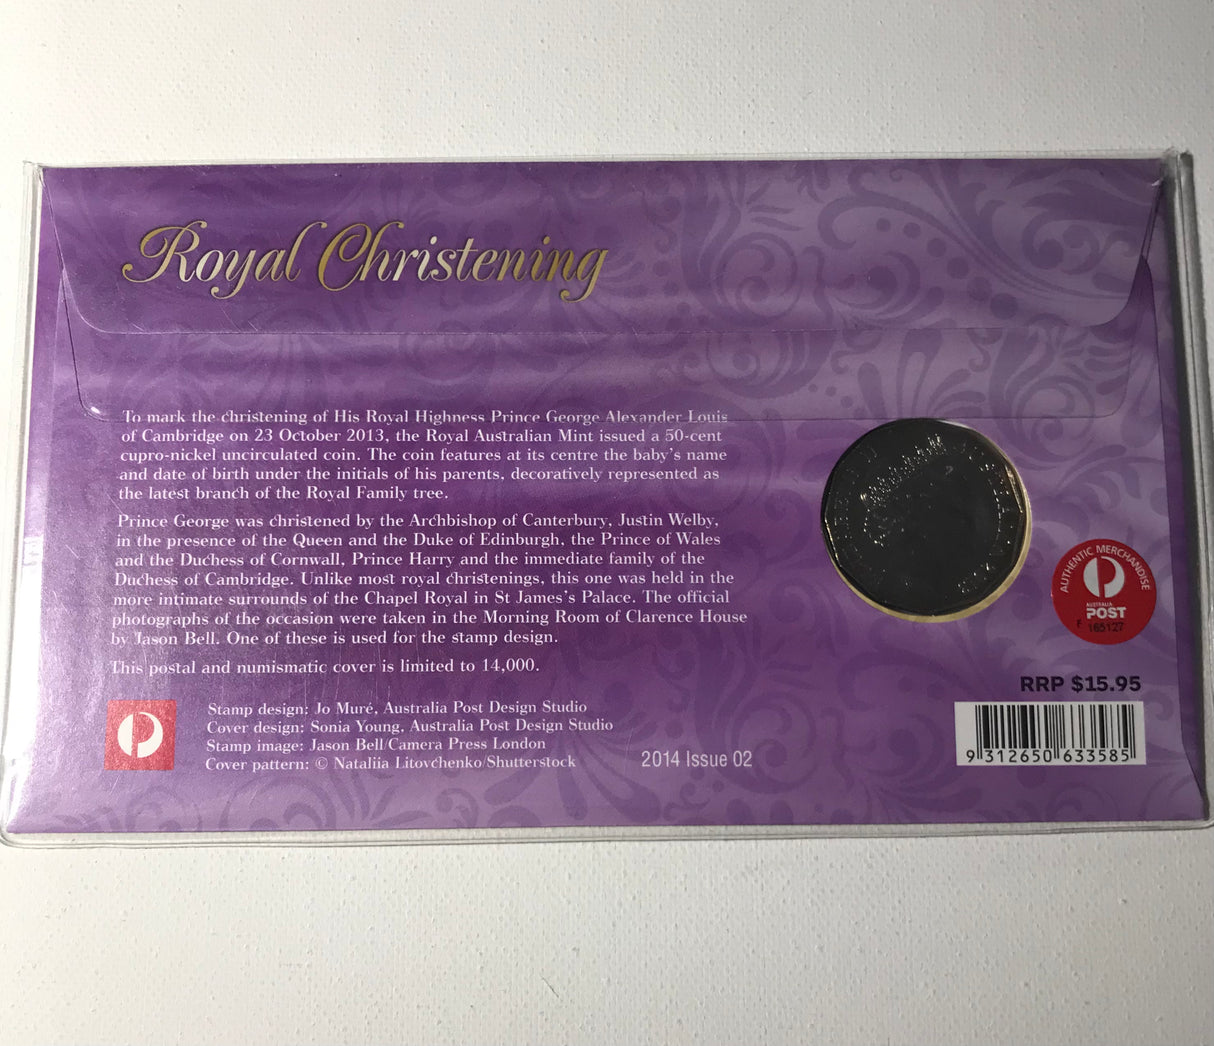 Royal Christening
To mark the christening of His Royal Highness Prince George Alexander Louis
of Cambridge on 23 October 2013, the Royal Australian Mint issued a 50-cent
cupro-nickel uncirculated coin. The coin features at its centre the baby's name
and date of birth under the initials of his parents, decoratively represented as
the latest branch of the Royal Family tree.
Prince George was christened by the Archbishop of Canterbury, Justin Welby,
in the presence of the Queen and the Duke of Edinburgh, the Prince of Wales
and the Duchess of Cornwall, Prince Harry and the immediate family of the
Duchess of Cambridge. Unlike most royal christenings, this one was held in the
more intimate surrounds of the Chapel Royal in St James's Palace. The official
photographs of the occasion were taken in the Morning Room of Clarence House
by Jason Bell. One of these is used for the stamp design.
This postal and numismatic cover is limited to 14,000.
Stamp design: Jo Muré, Australia Post Design Studio
Cover design: Sonia Young, Australia Post Design Studio
Stamp image: Jason Bell/Camera Press London
Cover pattern: © Nataliia Litovchenko/Shutterstock
2014 Issue 02
AUTHENTIC MERCHANDISE
AUSTRALIA
POST
F 165127
RRP $15.95
9 312650 633585